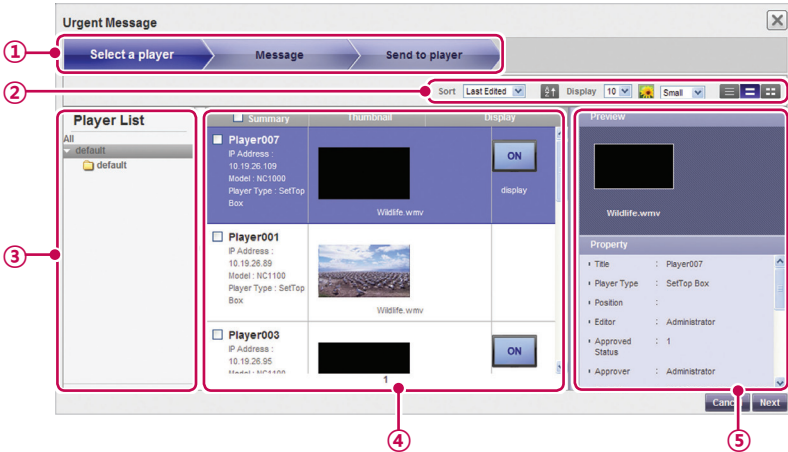 Urgent Message
①
Select a player
Message
Send to player
②
Sort
Last Edited
Display
10
Small
③
Player List
All
default
default
Summary
Thumbnail
Display
Player007
IP Address :
10.19.26.109
Model : NC1000
Player Type : SetTop
Box
Wildlife.wmv
ON
display
Player001
IP Address :
10.19.26.89
Model : NC1100
Player Type : SetTop
Box
Wildlife.wmv
Player003
IP Address :
10.19.26.95
Model : NC1100
ON
1
④
Preview
Wildlife.wmv
Property
Title : Player007
Player Type : SetTop Box
Position :
Editor : Administrator
Approved : 1
Status
Approver : Administrator
Cancel
Next
⑤